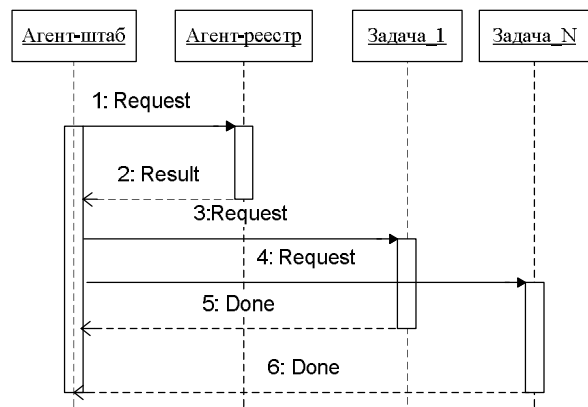 Агент-штаб
Агент-реестр
Задача_1
Задача_N
1: Request
2: Result
3:Request
4: Request
5: Done
6: Done